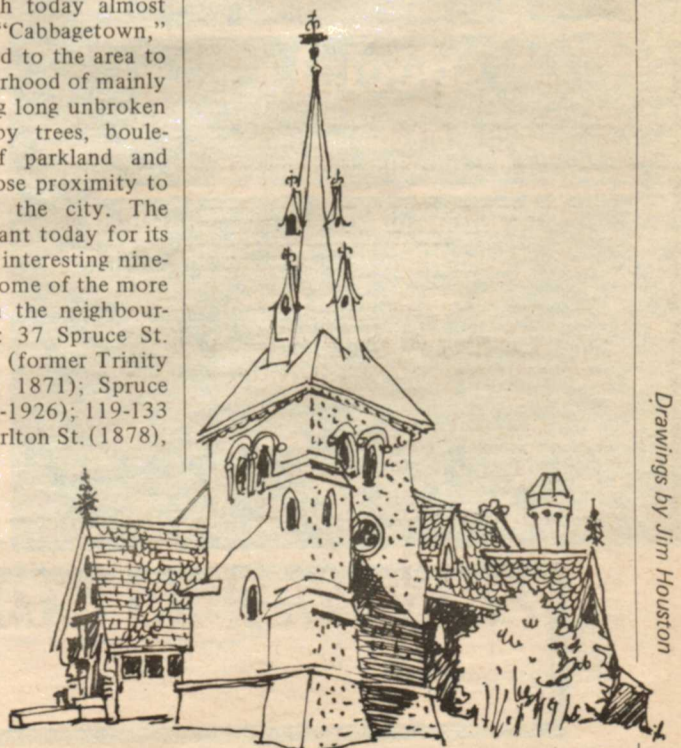 h today almost
"Cabbagetown,"
d to the area to
rhood of mainly
g long unbroken
by trees, boule-
f parkland and
ose proximity to
the city. The
ant today for its
interesting nine-
ome of the more
the neighbour-
: 37 Spruce St.
(former Trinity
1871); Spruce
-1926); 119-133
rlton St. (1878),
Drawings by Jim Houston